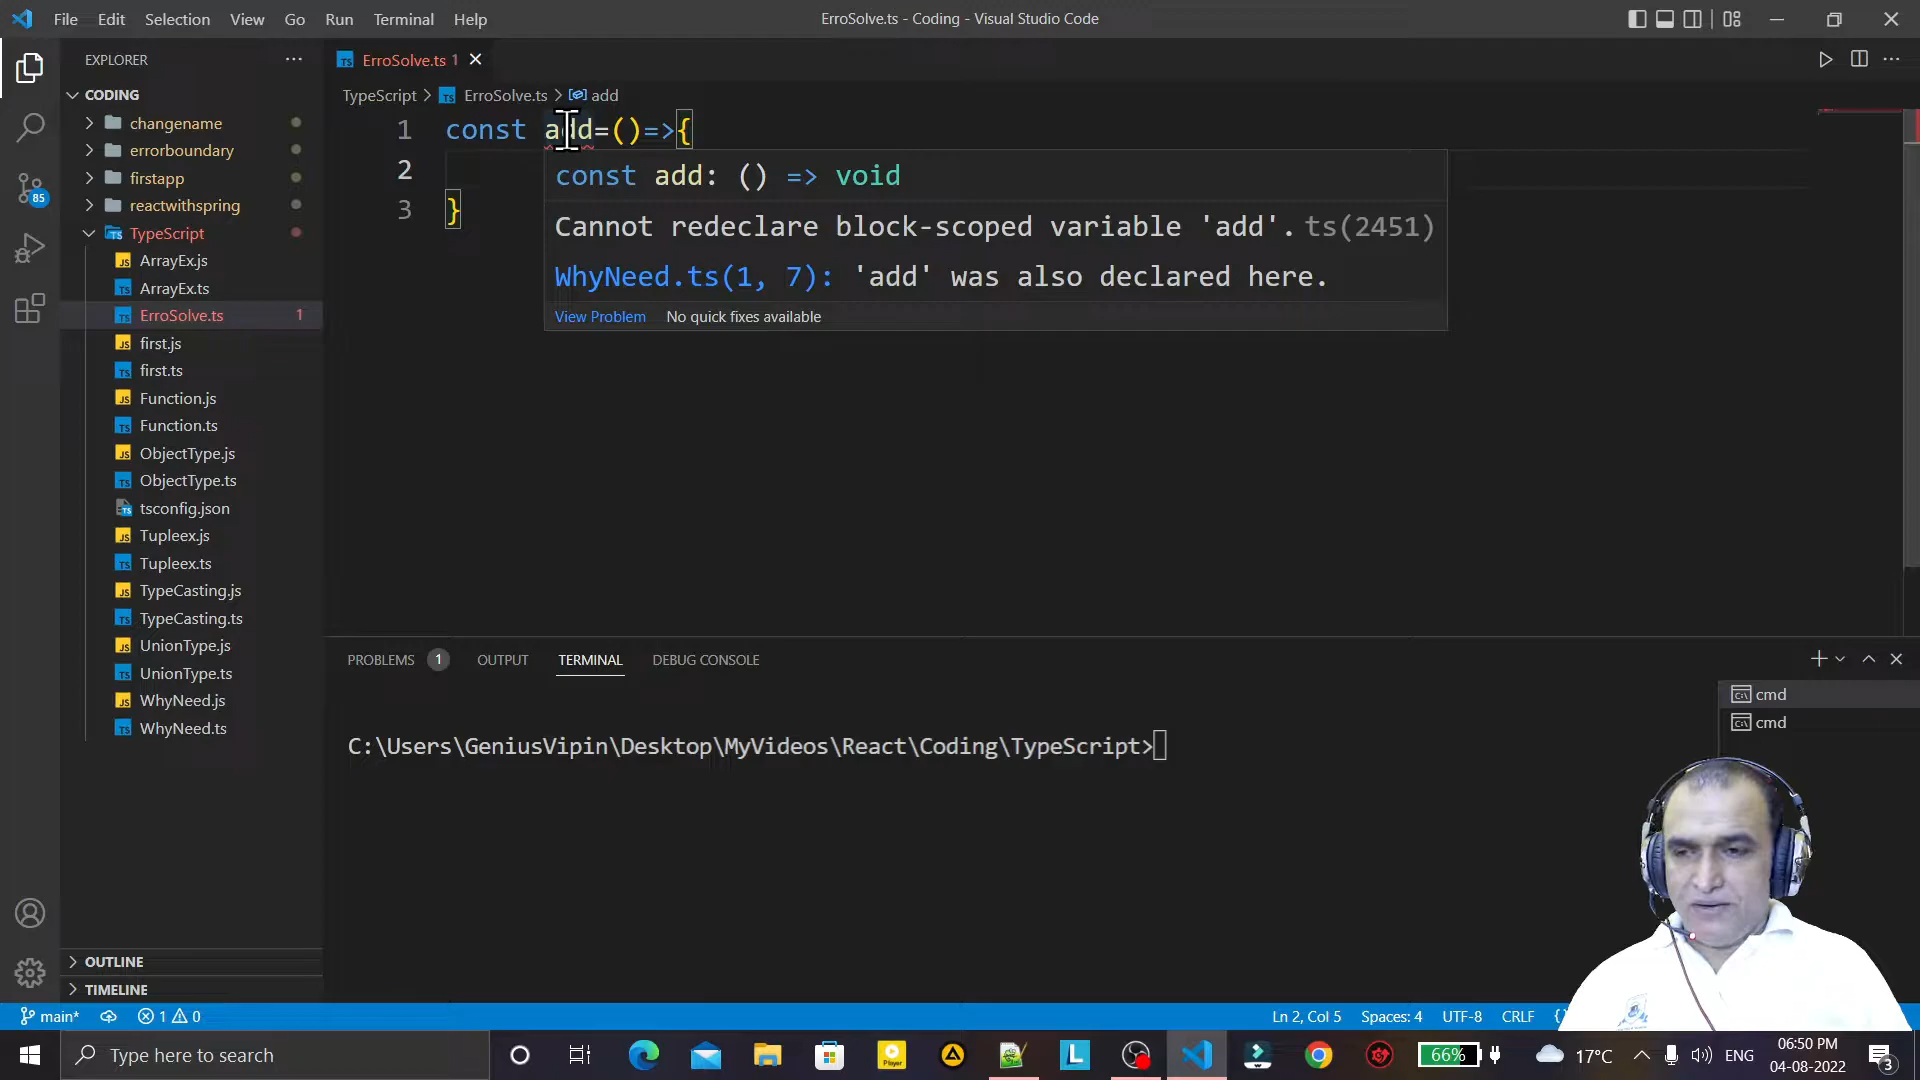 File Edit Selection View Go Run Terminal Help
ErroSolve.ts - Coding - Visual Studio Code
EXPLORER
CODING
changename
errorboundary
firstapp
reactwithspring
TypeScript
ArrayEx.js
ArrayEx.ts
ErroSolve.ts 1
first.js
first.ts
Function.js
Function.ts
ObjectType.js
ObjectType.ts
tsconfig.json
Tupleex.js
Tupleex.ts
TypeCasting.js
TypeCasting.ts
UnionType.js
UnionType.ts
WhyNeed.js
WhyNeed.ts
OUTLINE
TIMELINE
ErroSolve.ts 1
TypeScript > ErroSolve.ts > add
1 const add=()=>{
2
3 }
const add: () => void
Cannot redeclare block-scoped variable 'add'. ts(2451)
WhyNeed.ts(1, 7): 'add' was also declared here.
View Problem No quick fixes available
PROBLEMS 1 OUTPUT TERMINAL DEBUG CONSOLE
C:\Users\GeniusVipin\Desktop\MyVideos\React\Coding\TypeScript>
cmd
cmd
85
main* 1 0
Ln 2, Col 5 Spaces: 4 UTF-8 CRLF
Type here to search
Player
66%
17°C
ENG
06:50 PM
04-08-2022
3